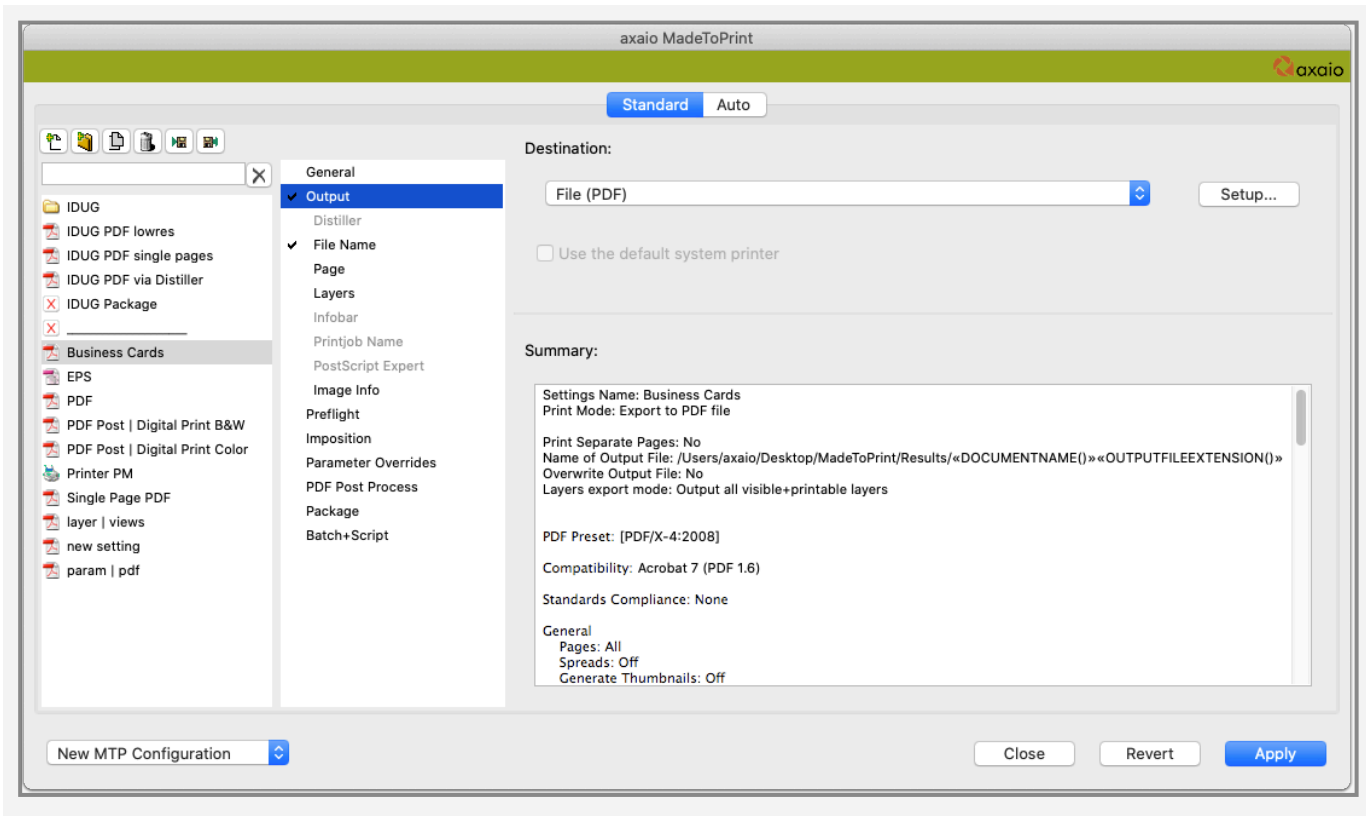 axaio MadeToPrint
axaio
Standard
Auto
IDUG
IDUG PDF lowres
IDUG PDF single pages
IDUG PDF via Distiller
IDUG Package
___________________
Business Cards
EPS
PDF
PDF Post | Digital Print B&W
PDF Post | Digital Print Color
Printer PM
Single Page PDF
layer | views
new setting
param | pdf
General
Output
Distiller
File Name
Page
Layers
Infobar
Printjob Name
PostScript Expert
Image Info
Preflight
Imposition
Parameter Overrides
PDF Post Process
Package
Batch+Script
Destination:
File (PDF)
Setup...
Use the default system printer
Summary:
Settings Name: Business Cards
Print Mode: Export to PDF file
Print Separate Pages: No
Name of Output File: /Users/axaio/Desktop/MadeToPrint/Results/«DOCUMENTNAME()»«OUTPUTFILEEXTENSION()»
Overwrite Output File: No
Layers export mode: Output all visible+printable layers
PDF Preset: [PDF/X-4:2008]
Compatibility: Acrobat 7 (PDF 1.6)
Standards Compliance: None
General
Pages: All
Spreads: Off
Generate Thumbnails: Off
New MTP Configuration
Close
Revert
Apply